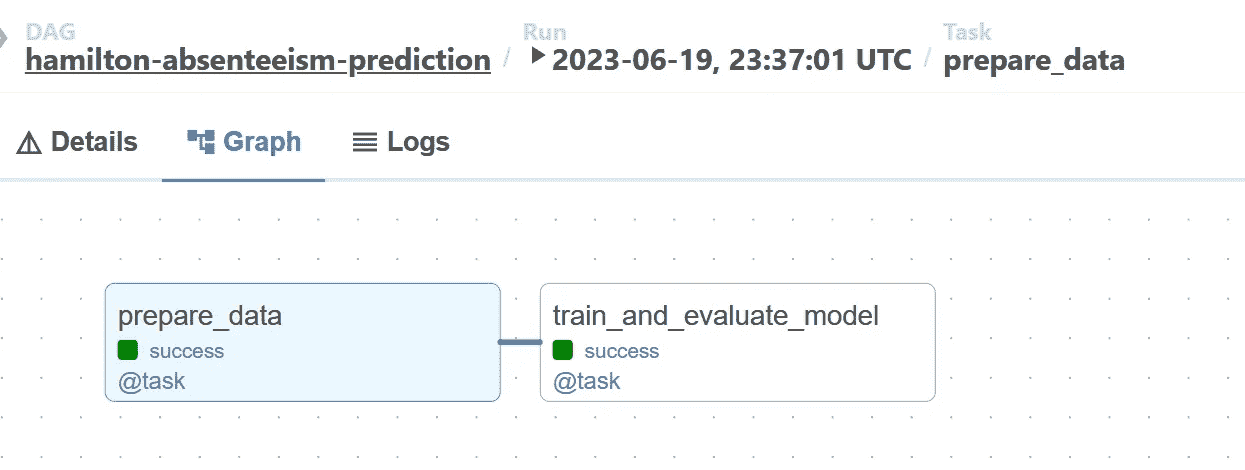 DAG Run Task
hamilton-absenteeism-prediction / 2023-06-19, 23:37:01 UTC / prepare_data
Details Graph Logs
prepare_data train_and_evaluate_model
success success
@task @task